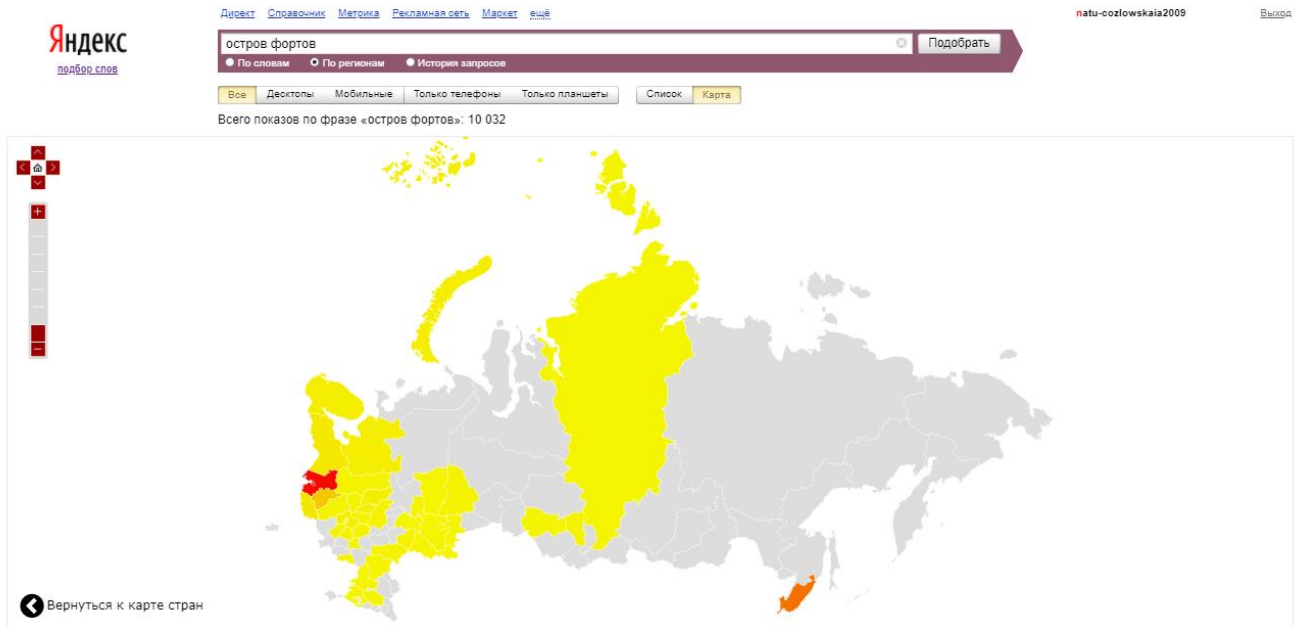 Директ Справочник Метрика Рекламная сеть Маркет ещё
natu-cozlowskaia2009 Выход
Яндекс
подбор слов
остров фортов
Подобрать
По словам По регионам История запросов
Все Десктопы Мобильные Только телефоны Только планшеты Список Карта
Всего показов по фразе «остров фортов»: 10 032
Вернуться к карте стран